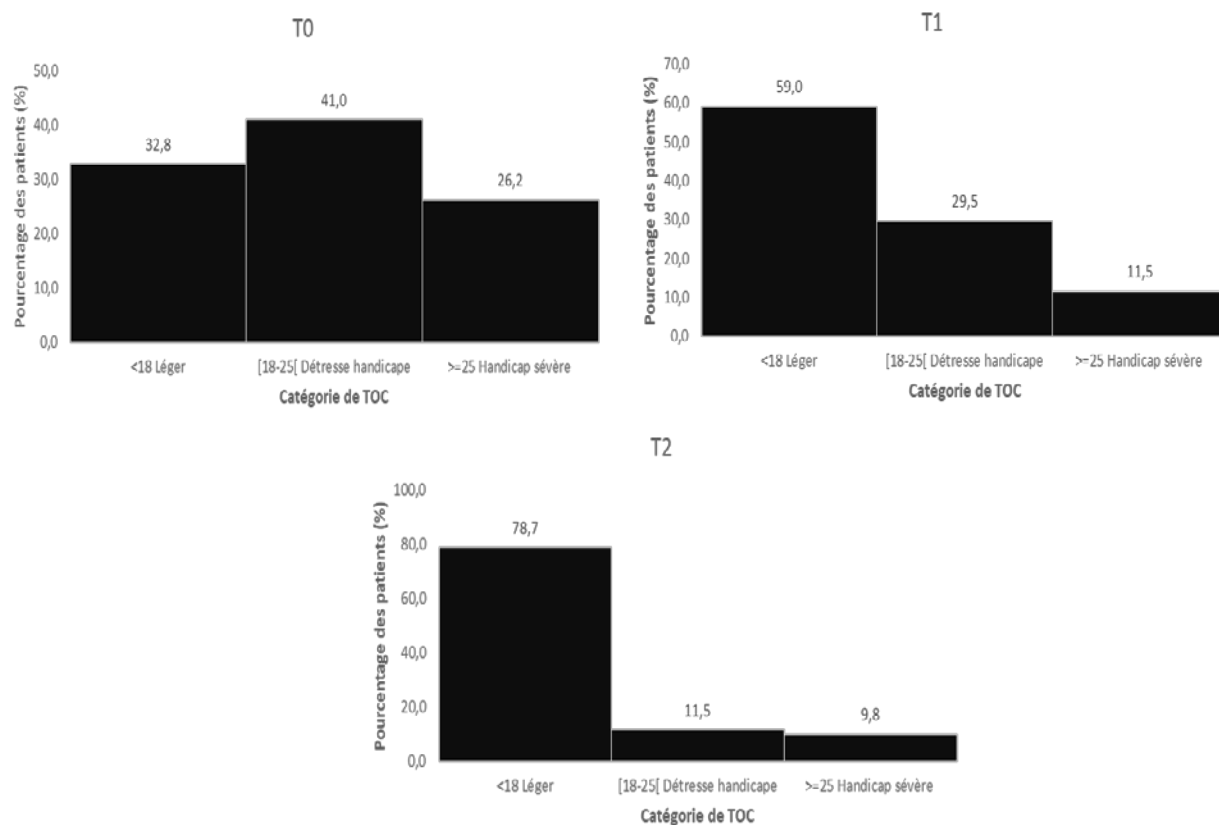 T0
Pourcentage des patients (%)
50,0
40,0
30,0
20,0
10,0
0,0
32,8
41,0
26,2
<18 Léger
[18-25[ Détresse handicape
>=25 Handicap sévère
Catégorie de TOC
T1
Pourcentage des patients (%)
70,0
60,0
50,0
40,0
30,0
20,0
10,0
0,0
59,0
29,5
11,5
<18 Léger
[18-25[ Détresse handicape
>=25 Handicap sévère
Catégorie de TOC
T2
Pourcentage des patients (%)
100,0
80,0
60,0
40,0
20,0
0,0
78,7
11,5
9,8
<18 Léger
[18-25[ Détresse handicape
>=25 Handicap sévère
Catégorie de TOC